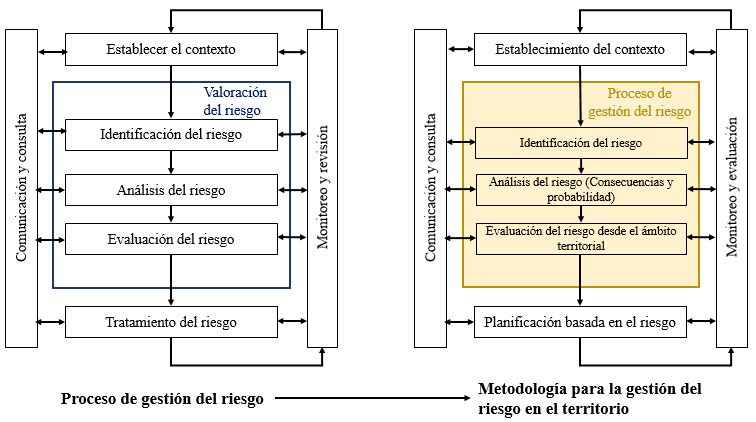 Establecer el contexto
Valoración
del riesgo
Identificación del riesgo
Análisis del riesgo
Evaluación del riesgo
Tratamiento del riesgo
Comunicación y consulta
Monitoreo y revisión
Proceso de gestión del riesgo
Establecimiento del contexto
Proceso de
gestión del riesgo
Identificación del riesgo
Análisis del riesgo (Consecuencias y
probabilidad)
Evaluación del riesgo desde el ámbito
territorial
Planificación basada en el riesgo
Comunicación y consulta
Monitoreo y evaluación
Metodología para la gestión del
riesgo en el territorio